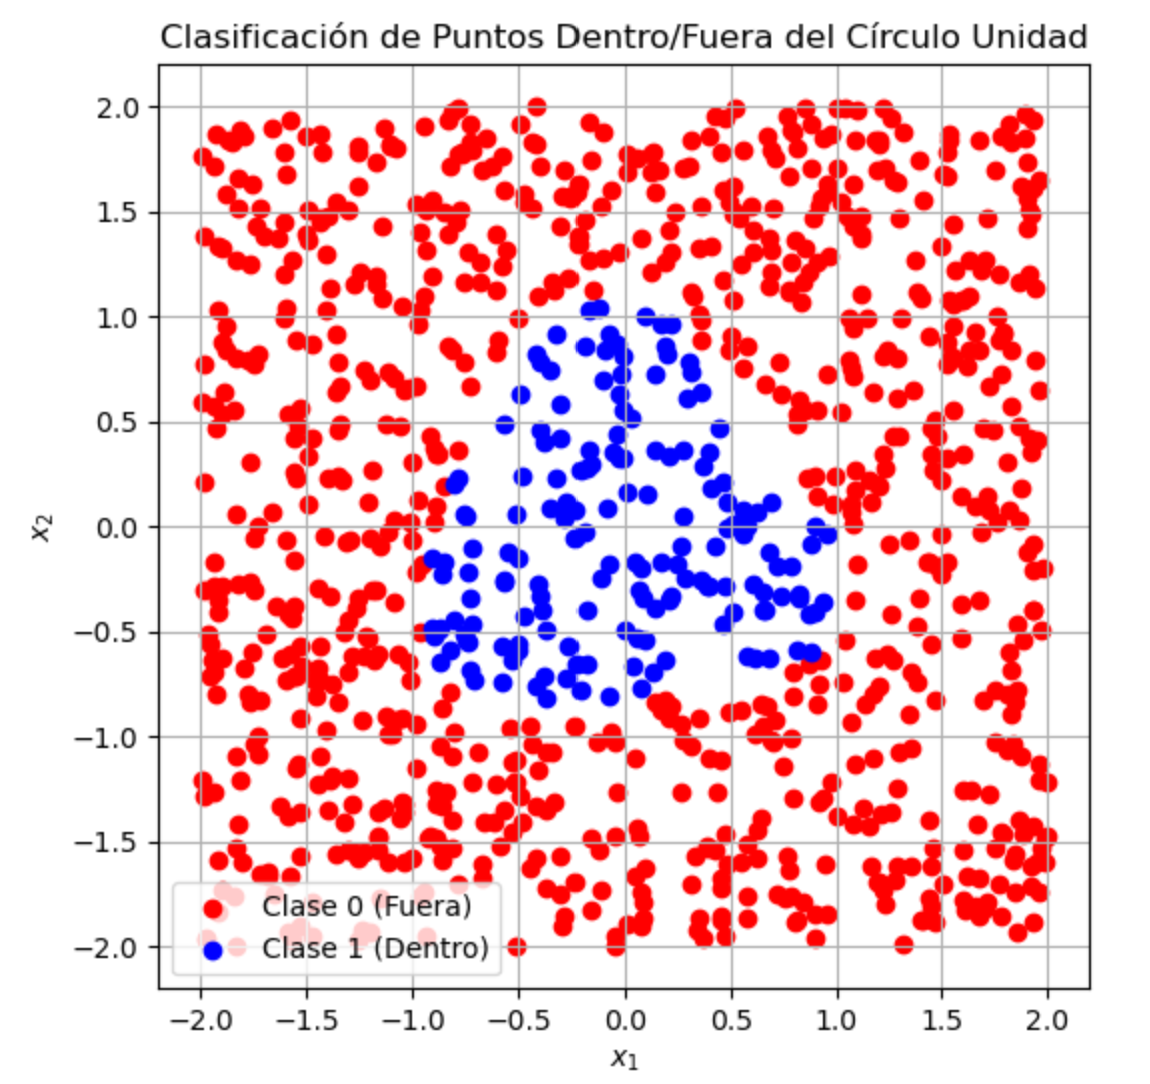 Clasificación de Puntos Dentro/Fuera del Círculo Unidad
2.0
1.5
1.0
0.5
0.0
−0.5
−1.0
−1.5
−2.0
x₂
Clase 0 (Fuera)
Clase 1 (Dentro)
−2.0 −1.5 −1.0 −0.5 0.0 0.5 1.0 1.5 2.0
x₁